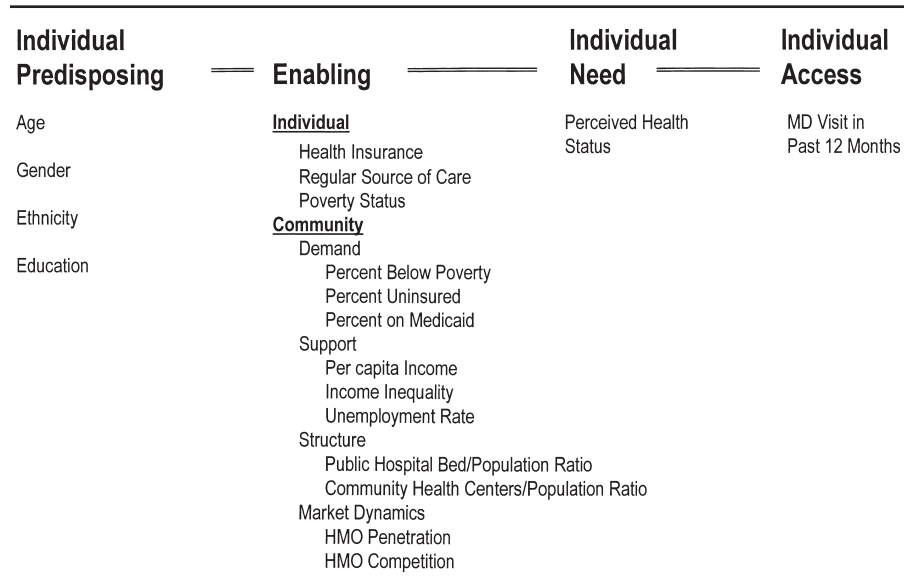 Individual Predisposing
Age
Gender
Ethnicity
Education
Enabling
Individual
Health Insurance
Regular Source of Care
Poverty Status
Community
Demand
Percent Below Poverty
Percent Uninsured
Percent on Medicaid
Support
Per capita Income
Income Inequality
Unemployment Rate
Structure
Public Hospital Bed/Population Ratio
Community Health Centers/Population Ratio
Market Dynamics
HMO Penetration
HMO Competition
Individual
Need
Perceived Health
Status
Individual
Access
MD Visit in
Past 12 Months